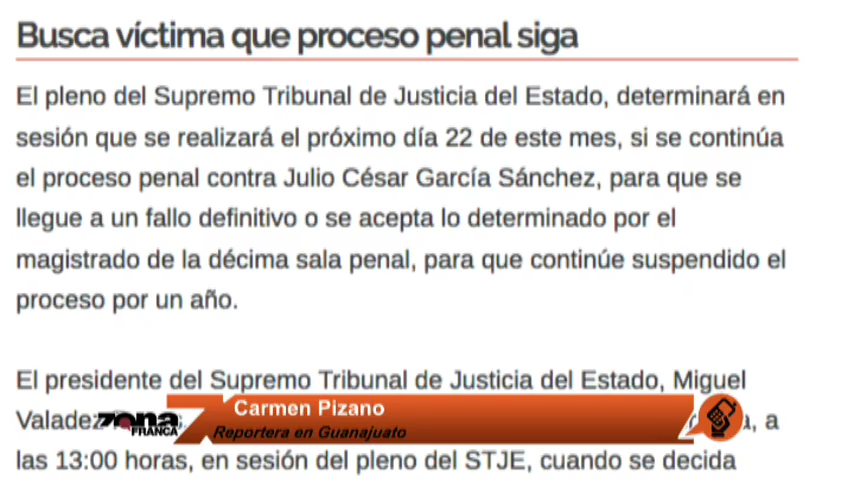 Busca víctima que proceso penal siga
El pleno del Supremo Tribunal de Justicia del Estado, determinará en
sesión que se realizará el próximo día 22 de este mes, si se continúa
el proceso penal contra Julio César García Sánchez, para que se
llegue a un fallo definitivo o se acepta lo determinado por el
magistrado de la décima sala penal, para que continúe suspendido el
proceso por un año.
El presidente del Supremo Tribunal de Justicia del Estado, Miguel
Valadez
, a
las 13:00 horas, en sesión del pleno del STJE, cuando se decida
zona
FRANCA
Carmen Pizano
Reportera en Guanajuato